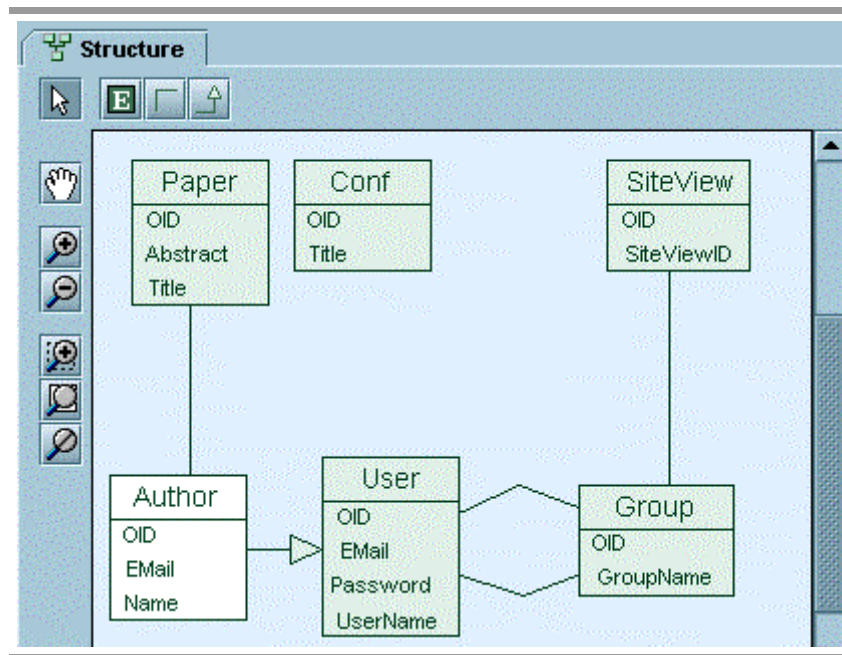 Structure
E
Paper
OID
Abstract
Title
Conf
OID
Title
SiteView
OID
SiteViewID
Author
OID
EMail
Name
User
OID
EMail
Password
UserName
Group
OID
GroupName